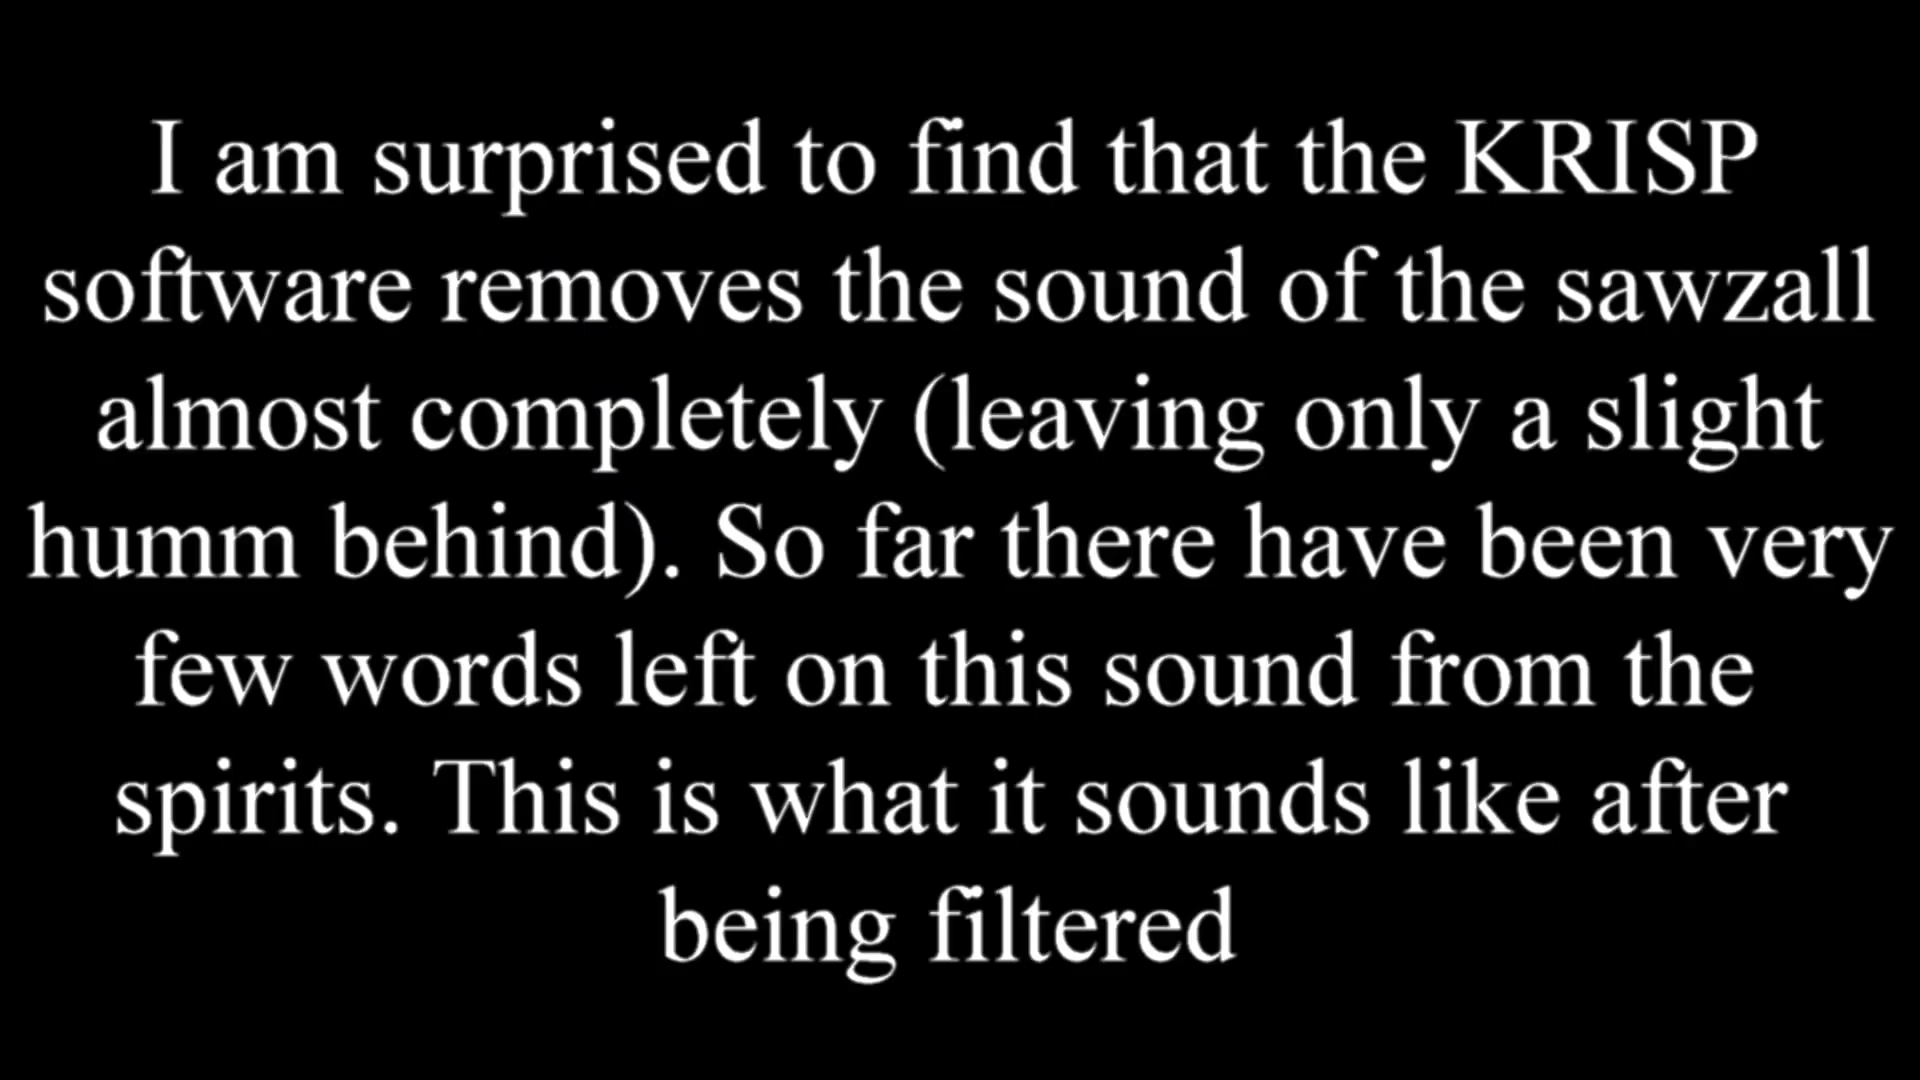 I am surprised to find that the KRISP
software removes the sound of the sawzall
almost completely (leaving only a slight
humm behind). So far there have been very
few words left on this sound from the
spirits. This is what it sounds like after
being filtered